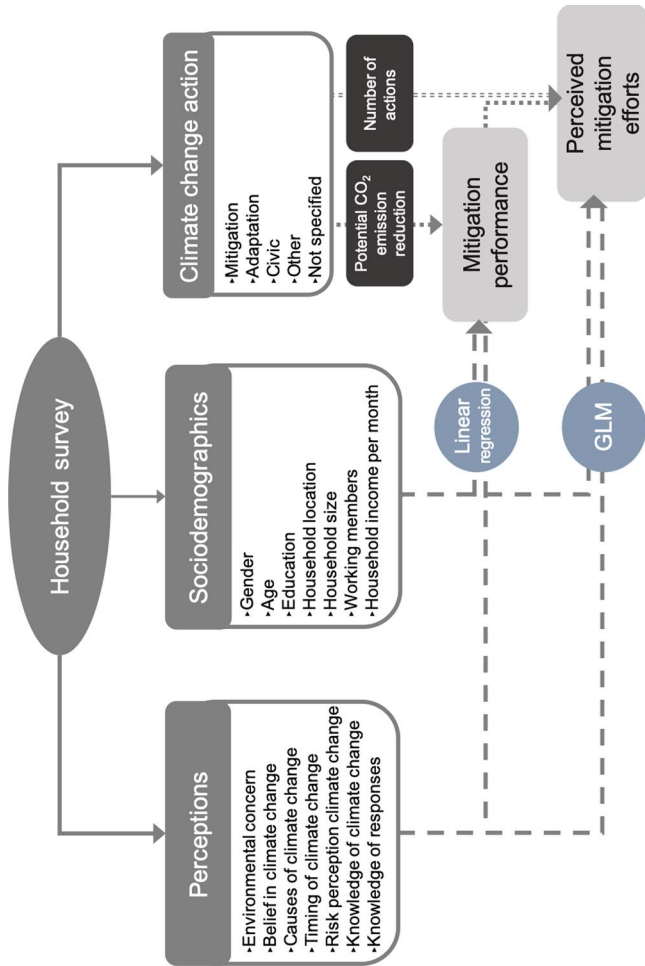 Household survey
Perceptions
‣Environmental concern
‣Belief in climate change
‣Causes of climate change
‣Timing of climate change
‣Risk perception climate change
‣Knowledge of climate change
‣Knowledge of responses
Sociodemographics
‣Gender
‣Age
‣Education
‣Household location
‣Household size
‣Working members
‣Household income per month
Climate change action
‣Mitigation
‣Adaptation
‣Civic
‣Other
‣Not specified
Potential CO₂
emission
reduction
Number of
actions
Linear
regression
Mitigation
performance
GLM
Perceived
mitigation
efforts